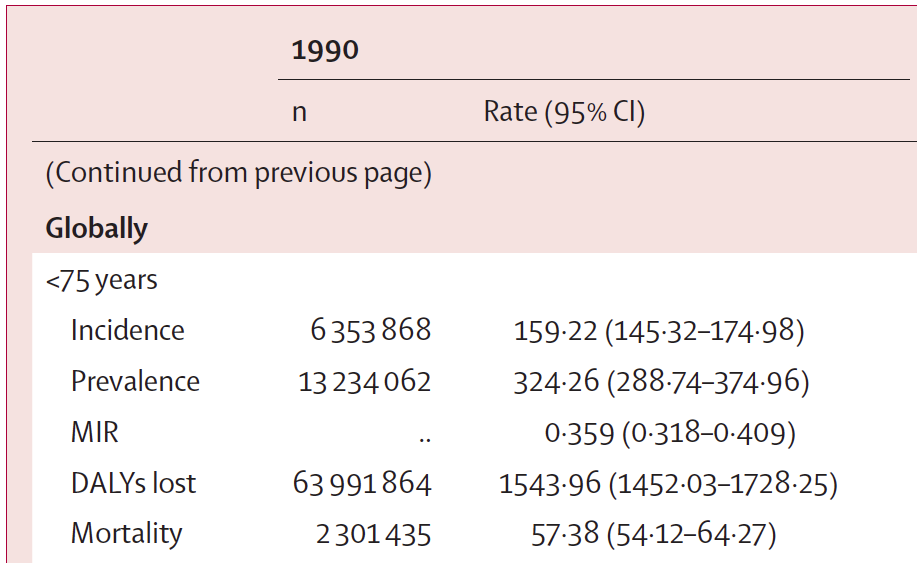 1990
n Rate (95% CI)
(Continued from previous page)
Globally
<75 years
Incidence 6 353 868 159·22 (145·32–174·98)
Prevalence 13 234 062 324·26 (288·74–374·96)
MIR .. 0·359 (0·318–0·409)
DALYs lost 63 991 864 1543·96 (1452·03–1728·25)
Mortality 2 301 435 57·38 (54·12–64·27)